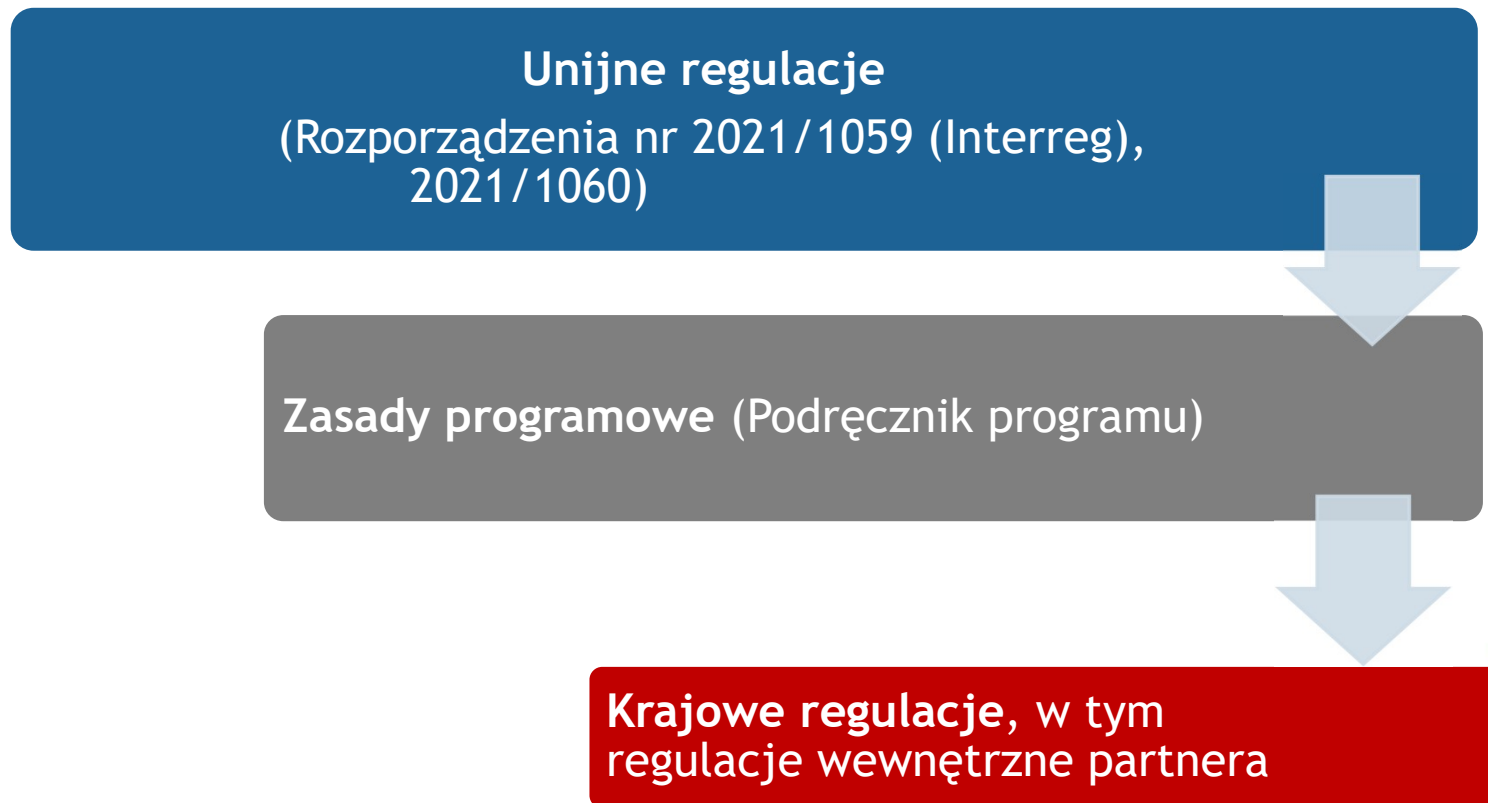 Unijne regulacje
(Rozporządzenia nr 2021/1059 (Interreg),
2021/1060)
Zasady programowe (Podręcznik programu)
Krajowe regulacje, w tym
regulacje wewnętrzne partnera